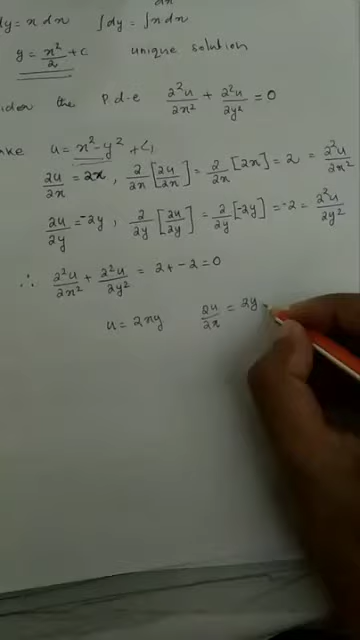 dy = x dx ∫dy = ∫x dx
y = x²/2 + c unique solution
the p.d.e ∂²u/∂x² + ∂²u/∂y² = 0
u = x² - y² + c,
∂u/∂x = 2x, ∂/∂x [∂u/∂x] = ∂/∂x [2x] = 2 = ∂²u/∂x²
∂u/∂y = -2y, ∂/∂y [∂u/∂y] = ∂/∂y [-2y] = -2 = ∂²u/∂y²
∴ ∂²u/∂x² + ∂²u/∂y² = 2 + -2 = 0
u = 2xy ∂u/∂x = 2y